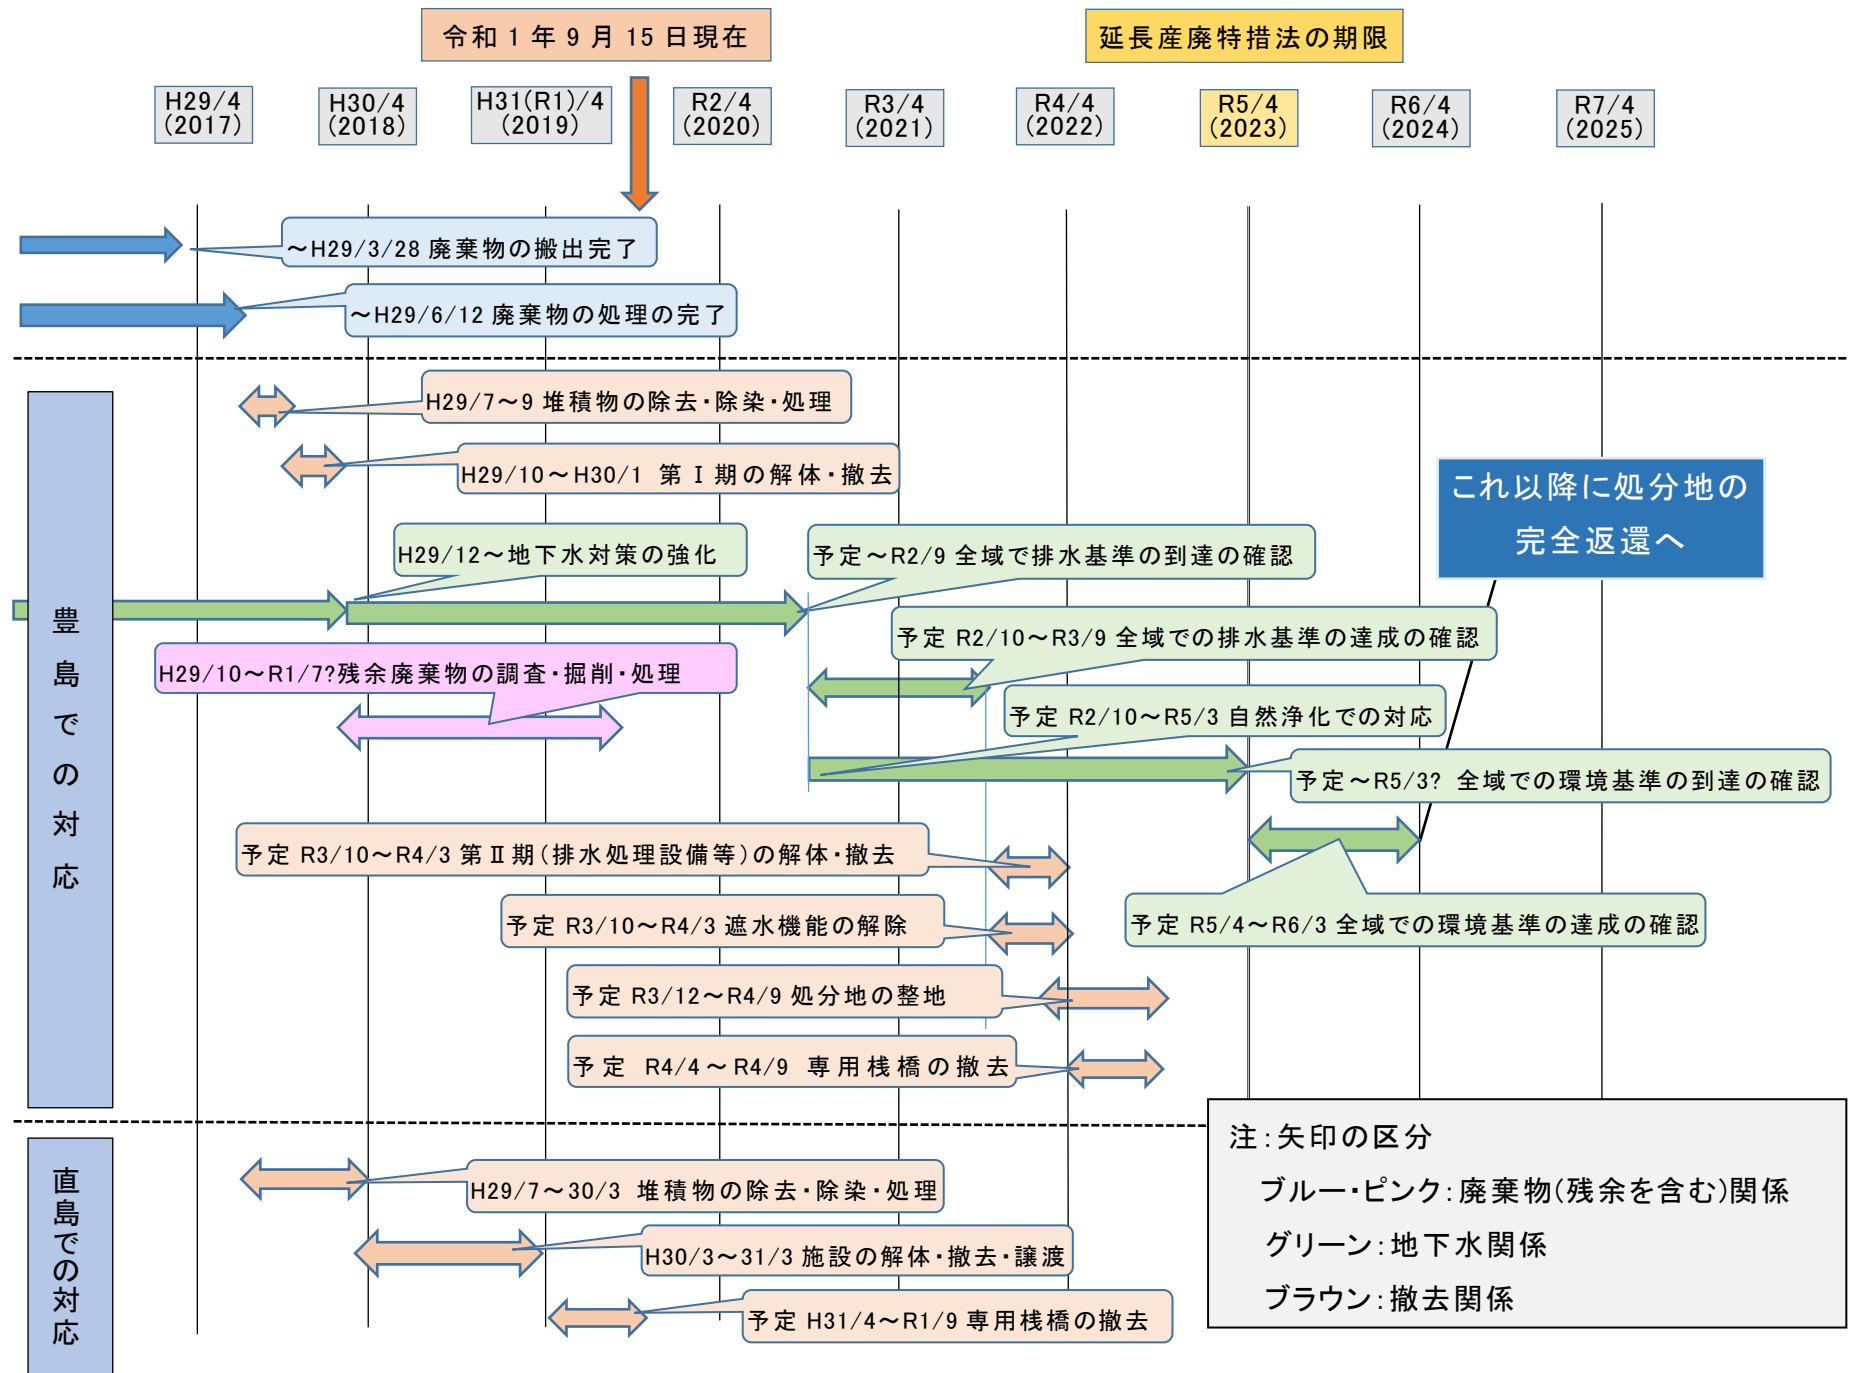 令和1年9月15日現在
延長産廃特措法の期限
H29/4
(2017)
H30/4
(2018)
H31(R1)/4
(2019)
R2/4
(2020)
R3/4
(2021)
R4/4
(2022)
R5/4
(2023)
R6/4
(2024)
R7/4
(2025)
～H29/3/28 廃棄物の搬出完了
～H29/6/12 廃棄物の処理の完了
豊島での対応
H29/7～9 堆積物の除去・除染・処理
H29/10～H30/1 第Ⅰ期の解体・撤去
これ以降に処分地の
完全返還へ
H29/12～地下水対策の強化
予定～R2/9 全域で排水基準の到達の確認
予定 R2/10～R3/9 全域での排水基準の達成の確認
H29/10～R1/7?残余廃棄物の調査・掘削・処理
予定 R2/10～R5/3 自然浄化での対応
予定～R5/3? 全域での環境基準の到達の確認
予定 R3/10～R4/3 第Ⅱ期(排水処理設備等)の解体・撤去
予定 R3/10～R4/3 遮水機能の解除
予定 R5/4～R6/3 全域での環境基準の達成の確認
予定 R3/12～R4/9 処分地の整地
予定 R4/4～R4/9 専用桟橋の撤去
直島での対応
H29/7～30/3 堆積物の除去・除染・処理
H30/3～31/3 施設の解体・撤去・譲渡
予定 H31/4～R1/9 専用桟橋の撤去
注:矢印の区分
ブルー・ピンク:廃棄物(残余を含む)関係
グリーン:地下水関係
ブラウン:撤去関係